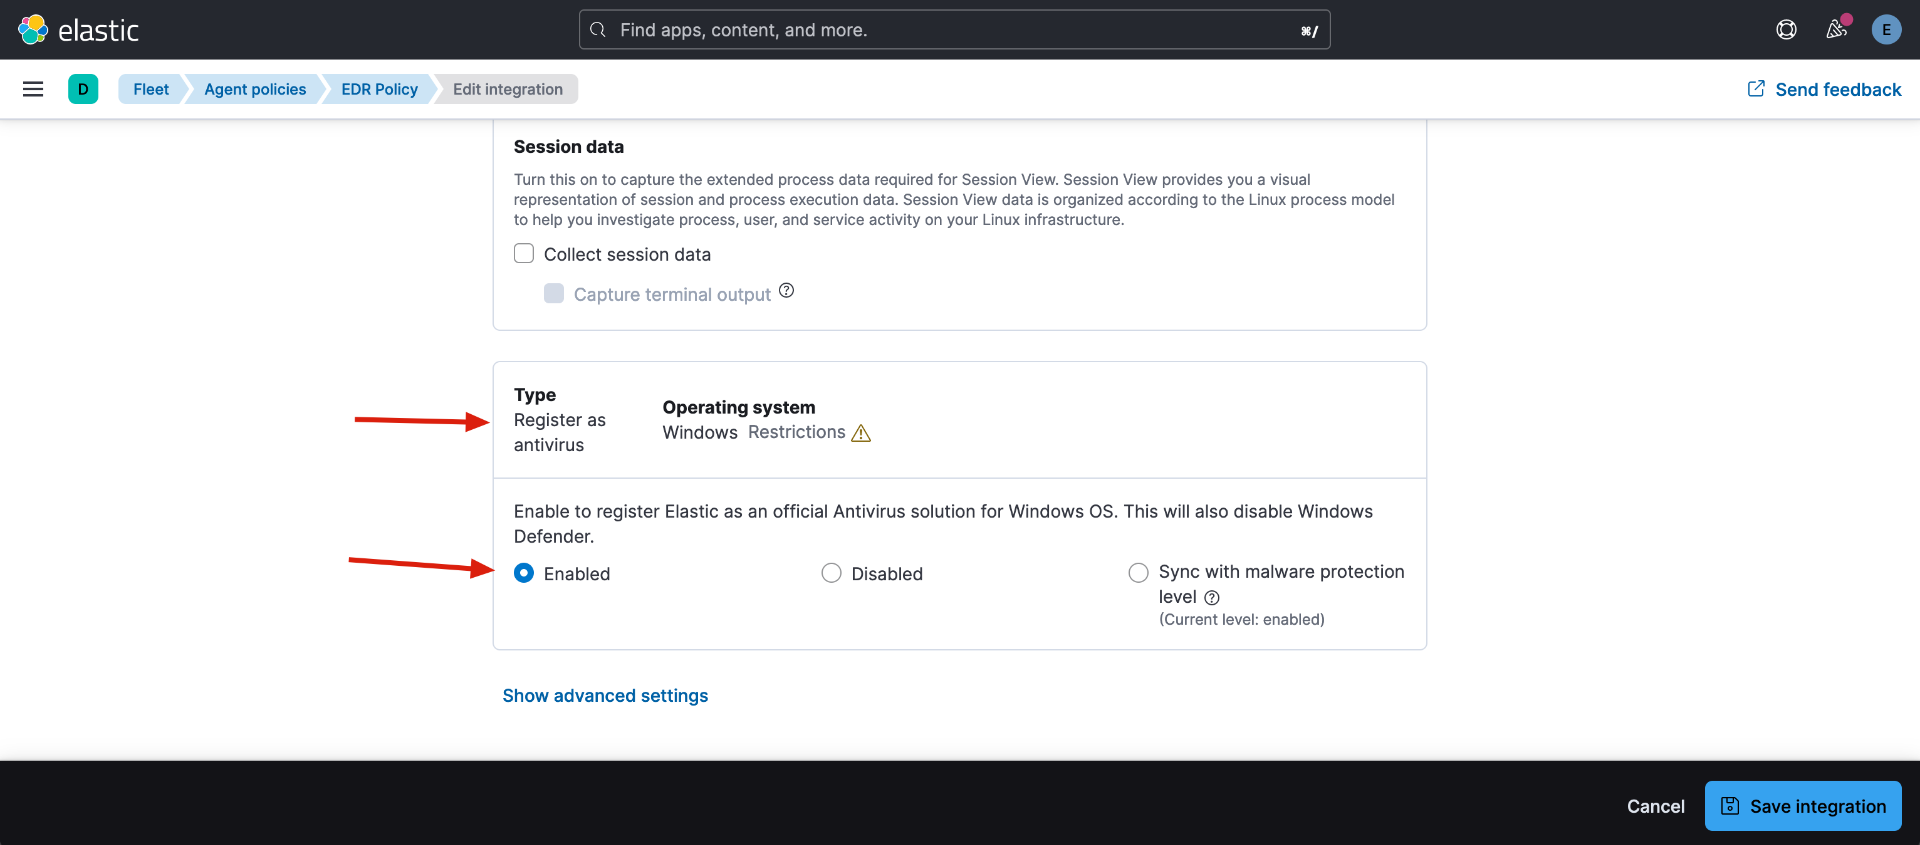 elastic
Find apps, content, and more.
⌘/
E
D
Fleet
Agent policies
EDR Policy
Edit integration
Send feedback
Session data
Turn this on to capture the extended process data required for Session View. Session View provides you a visual
representation of session and process execution data. Session View data is organized according to the Linux process model
to help you investigate process, user, and service activity on your Linux infrastructure.
Collect session data
Capture terminal output
Type
Register as
antivirus
Operating system
Windows Restrictions
Enable to register Elastic as an official Antivirus solution for Windows OS. This will also disable Windows
Defender.
Enabled
Disabled
Sync with malware protection
level
(Current level: enabled)
Show advanced settings
Cancel
Save integration